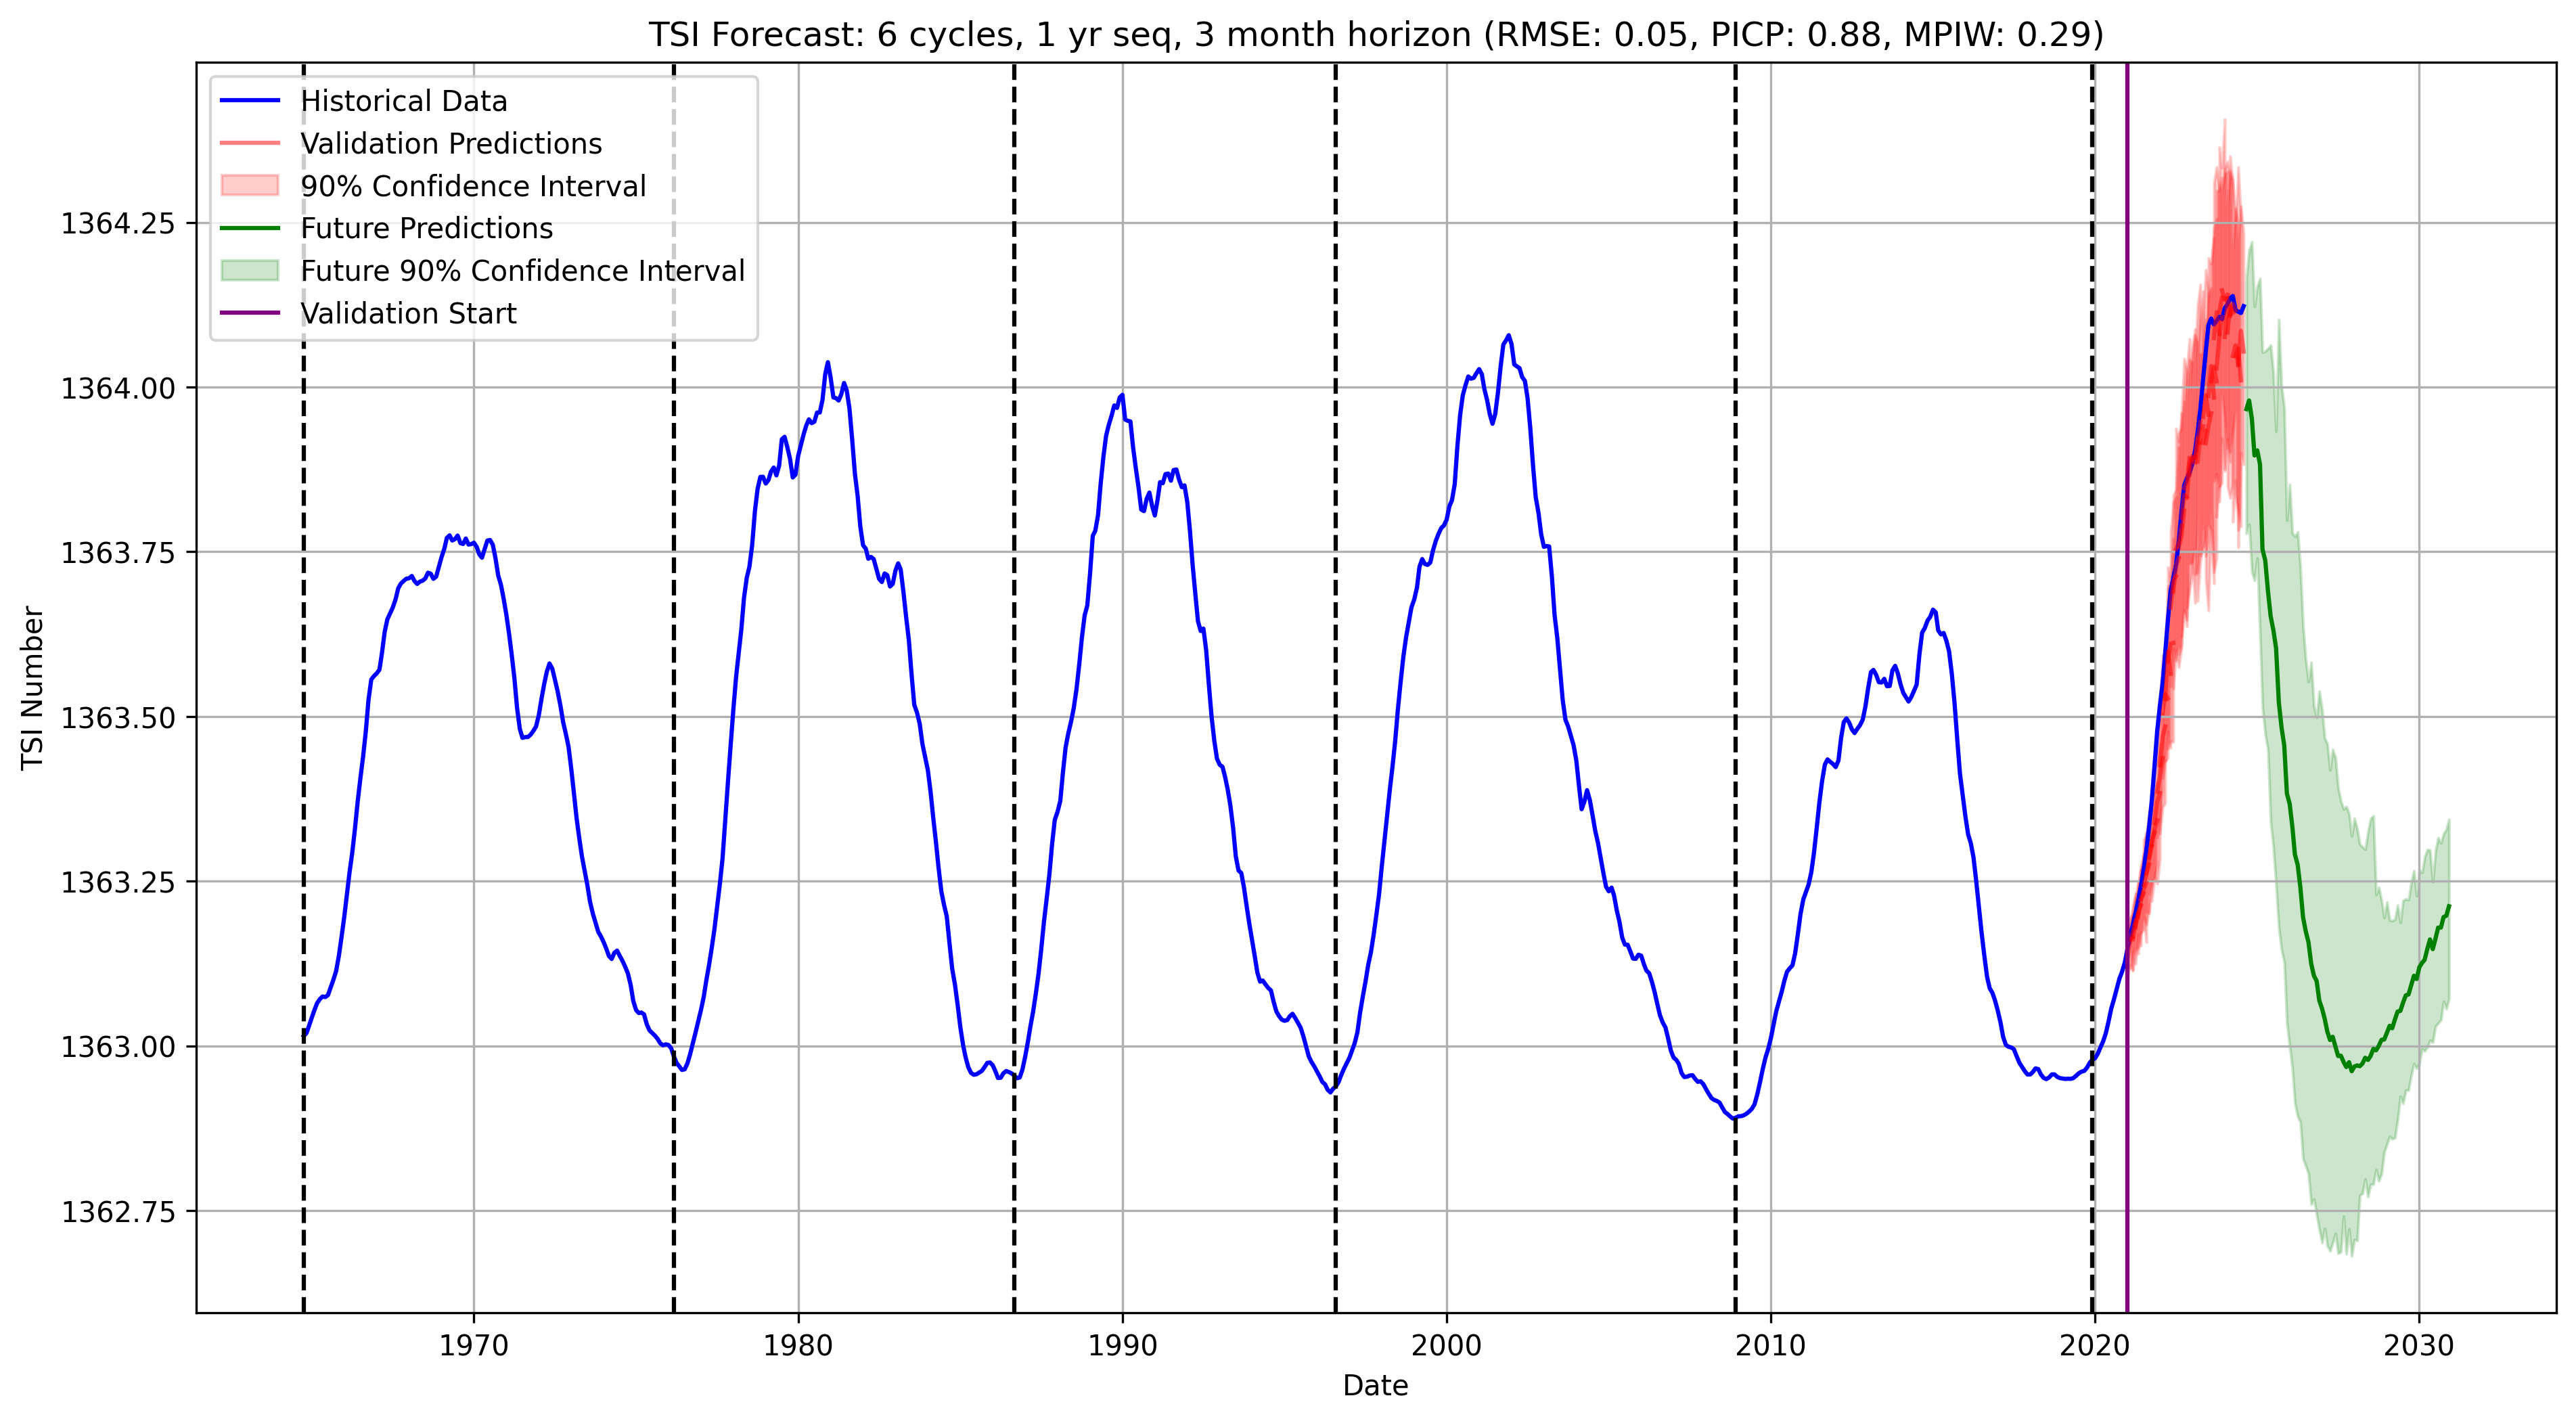 TSI Forecast: 6 cycles, 1 yr seq, 3 month horizon (RMSE: 0.05, PICP: 0.88, MPIW: 0.29)
Historical Data
Validation Predictions
90% Confidence Interval
Future Predictions
Future 90% Confidence Interval
Validation Start
TSI Number
1364.25
1364.00
1363.75
1363.50
1363.25
1363.00
1362.75
1970
1980
1990
2000
2010
2020
2030
Date